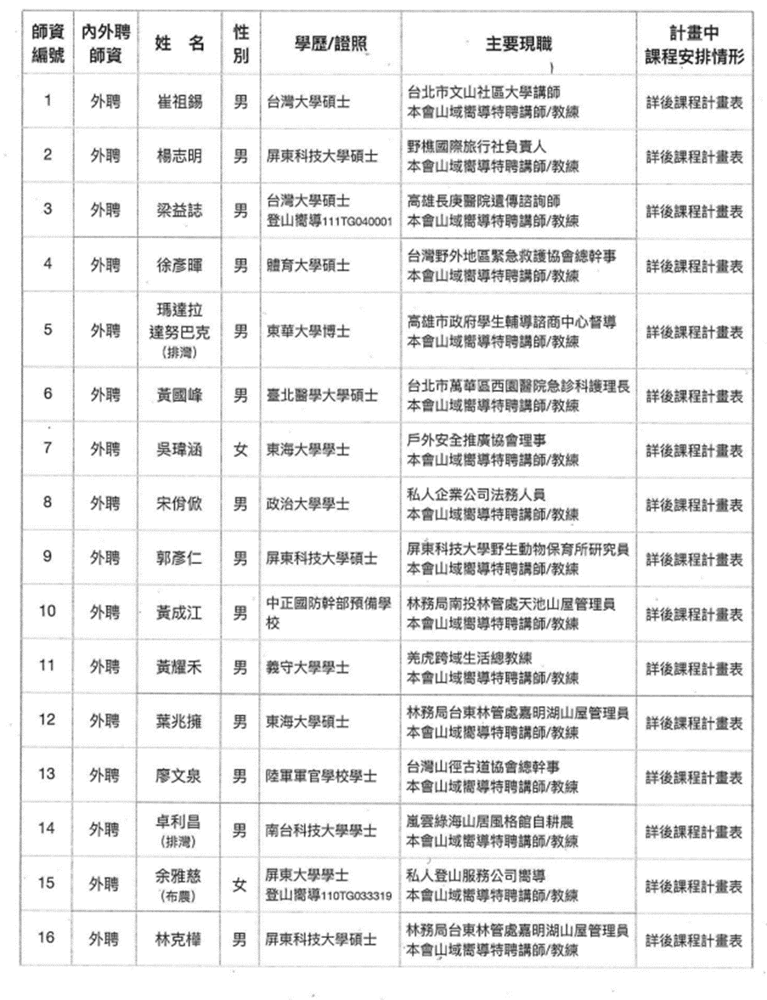 師資編號 內外聘師資 姓 名 性別 學歷/證照 主要現職 計畫中課程安排情形
1 外聘 崔祖錫 男 台灣大學碩士 台北市文山社區大學講師
本會山域嚮導特聘講師/教練 詳後課程計畫表
2 外聘 楊志明 男 屏東科技大學碩士 野樵國際旅行社負責人
本會山域嚮導特聘講師/教練 詳後課程計畫表
3 外聘 梁益誌 男 台灣大學碩士
登山嚮導111TG040001 高雄長庚醫院遺傳諮詢師
本會山域嚮導特聘講師/教練 詳後課程計畫表
4 外聘 徐彥暉 男 體育大學碩士 台灣野外地區緊急救護協會總幹事
本會山域嚮導特聘講師/教練 詳後課程計畫表
5 外聘 瑪達拉
達努巴克
(排灣) 男 東華大學博士 高雄市政府學生輔導諮商中心督導
本會山域嚮導特聘講師/教練 詳後課程計畫表
6 外聘 黃國峰 男 臺北醫學大學碩士 台北市萬華區西園醫院急診科護理長
本會山域嚮導特聘講師/教練 詳後課程計畫表
7 外聘 吳瑋涵 女 東海大學學士 戶外安全推廣協會理事
本會山域嚮導特聘講師/教練 詳後課程計畫表
8 外聘 宋佾俽 男 政治大學學士 私人企業公司法務人員
本會山域嚮導特聘講師/教練 詳後課程計畫表
9 外聘 郭彥仁 男 屏東科技大學碩士 屏東科技大學野生動物保育所研究員
本會山域嚮導特聘講師/教練 詳後課程計畫表
10 外聘 黃成江 男 中正國防幹部預備學
校 林務局南投林管處天池山屋管理員
本會山域嚮導特聘講師/教練 詳後課程計畫表
11 外聘 黃耀禾 男 義守大學學士 羌虎跨域生活總教練
本會山域嚮導特聘講師/教練 詳後課程計畫表
12 外聘 葉兆擁 男 東海大學碩士 林務局台東林管處嘉明湖山屋管理員
本會山域嚮導特聘講師/教練 詳後課程計畫表
13 外聘 廖文泉 男 陸軍軍官學校學士 台灣山徑古道協會總幹事
本會山域嚮導特聘講師/教練 詳後課程計畫表
14 外聘 卓利昌
(排灣) 男 南台科技大學學士 嵐雲綠海山居風格館自耕農
本會山域嚮導特聘講師/教練 詳後課程計畫表
15 外聘 余雅慈
(布農) 女 屏東大學學士
登山嚮導110TG033319 私人登山服務公司嚮導
本會山域嚮導特聘講師/教練 詳後課程計畫表
16 外聘 林克樺 男 屏東科技大學碩士 林務局台東林管處嘉明湖山屋管理員
本會山域嚮導特聘講師/教練 詳後課程計畫表